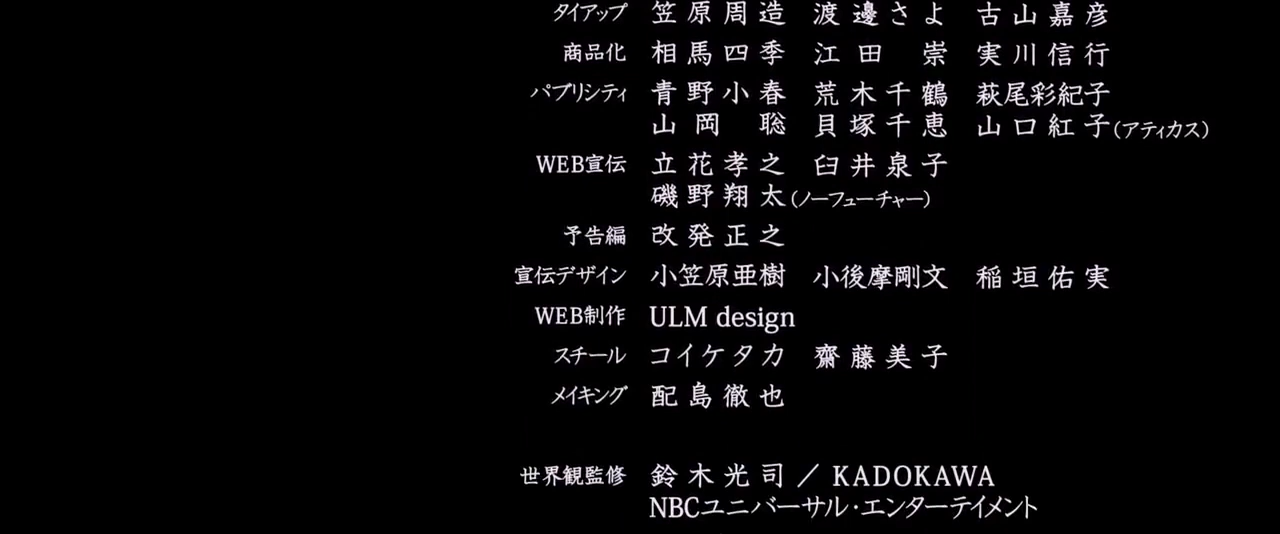 タイアップ 笠原周造 渡邊さよ 古山嘉彦
商品化 相馬四季 江田崇 実川信行
パブリシティ 青野小春 荒木千鶴 萩尾彩紀子
山岡聡 貝塚千恵 山口紅子(アティカス)
WEB宣伝 立花孝之 臼井泉子
磯野翔太(ノーフューチャー)
予告編 改発正之
宣伝デザイン 小笠原亜樹 小後摩剛文 稲垣佑実
WEB制作 ULM design
スチール コイケタカ 齋藤美子
メイキング 配島徹也
世界観監修 鈴木光司／KADOKAWA
NBCユニバーサル・エンターテイメント